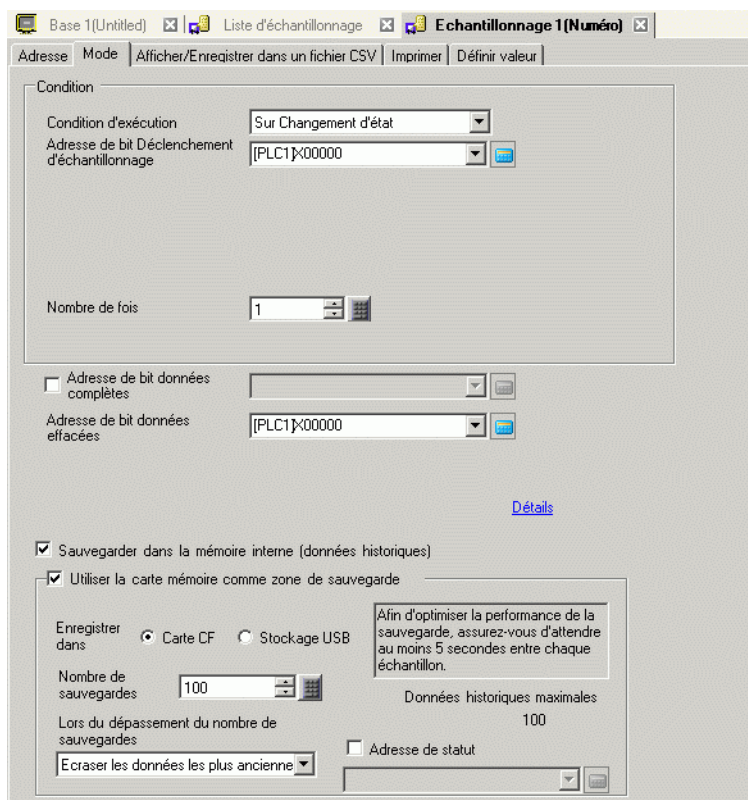 Base 1(Untitled) Liste d'échantillonnage Echantillonnage 1(Numéro)
Adresse Mode Afficher/Enregistrer dans un fichier CSV Imprimer Définir valeur
Condition
Condition d'exécution Sur Changement d'état
Adresse de bit Déclenchement
d'échantillonnage
[PLC1]X00000
Nombre de fois 1
Adresse de bit données
complètes
Adresse de bit données
effacées
[PLC1]X00000
Détails
Sauvegarder dans la mémoire interne (données historiques)
Utiliser la carte mémoire comme zone de sauvegarde
Enregistrer
dans
Carte CF Stockage USB
Afin d'optimiser la performance de la
sauvegarde, assurez-vous d'attendre
au moins 5 secondes entre chaque
échantillon.
Nombre de
sauvegardes
100
Données historiques maximales
100
Lors du dépassement du nombre de
sauvegardes
Ecraser les données les plus ancienne
Adresse de statut